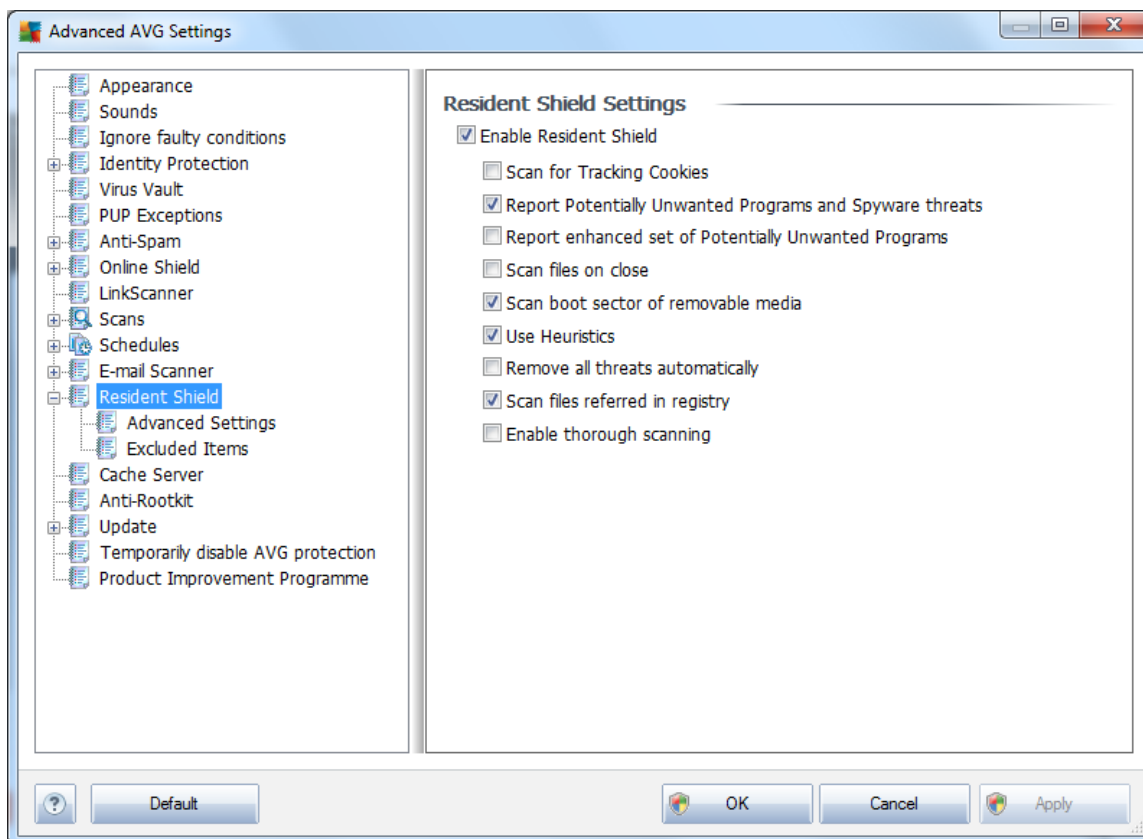 Advanced AVG Settings
Appearance
Sounds
Ignore faulty conditions
Identity Protection
Virus Vault
PUP Exceptions
Anti-Spam
Online Shield
LinkScanner
Scans
Schedules
E-mail Scanner
Resident Shield
Advanced Settings
Excluded Items
Cache Server
Anti-Rootkit
Update
Temporarily disable AVG protection
Product Improvement Programme
Resident Shield Settings
Enable Resident Shield
Scan for Tracking Cookies
Report Potentially Unwanted Programs and Spyware threats
Report enhanced set of Potentially Unwanted Programs
Scan files on close
Scan boot sector of removable media
Use Heuristics
Remove all threats automatically
Scan files referred in registry
Enable thorough scanning
? Default OK Cancel Apply